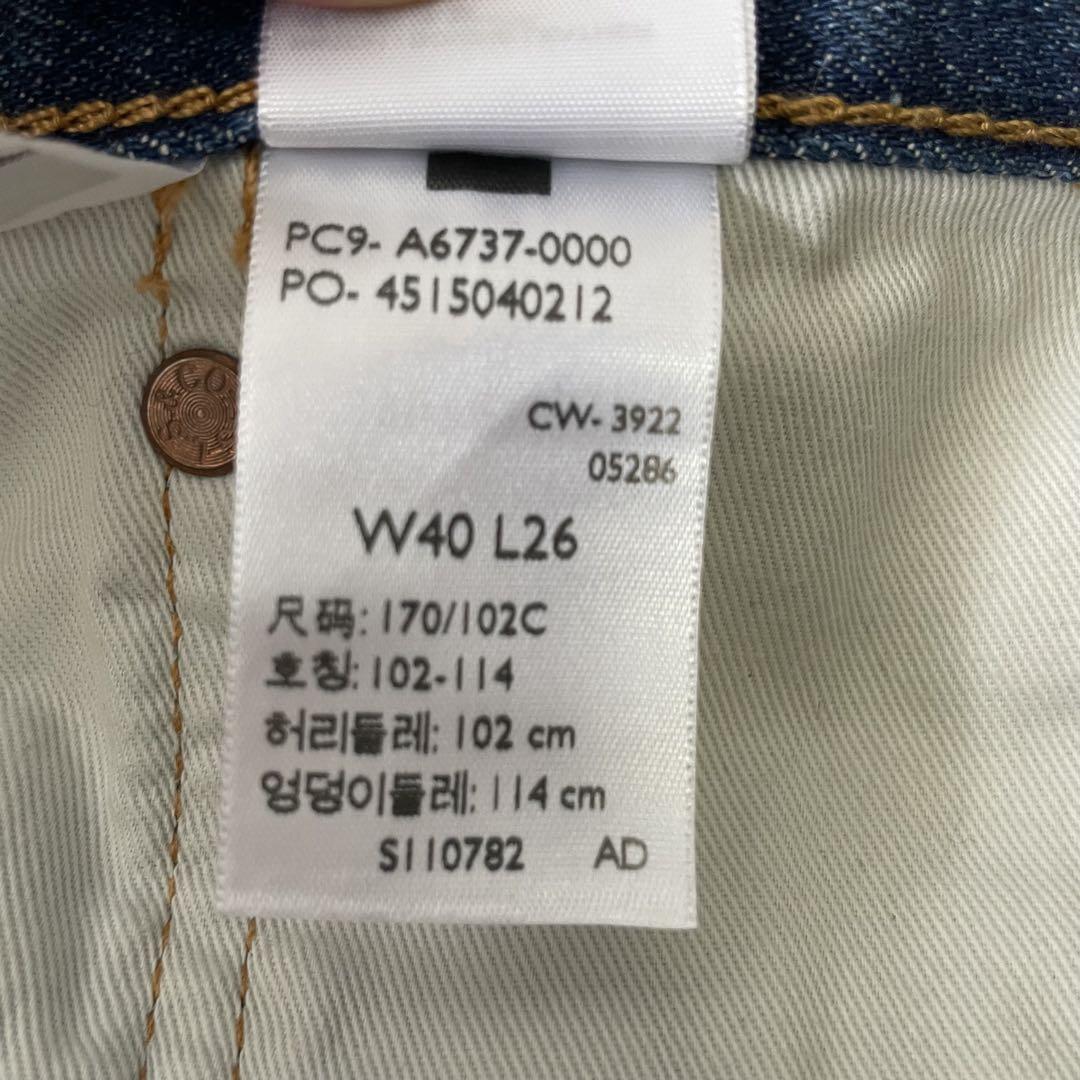 PC9- A6737-0000
PO- 4515040212
CW- 3922
05286
W40 L26
尺码: 170/102C
호칭: 102-114
허리둘레: 102 cm
엉덩이둘레: 114 cm
S110782 AD